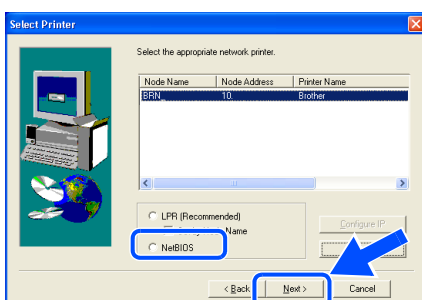 Select Printer
Select the appropriate network printer.
Node Name Node Address Printer Name
BRN_ 10. Brother
LPR (Recommended)
Name
NetBIOS
Configure IP
< Back Next > Cancel